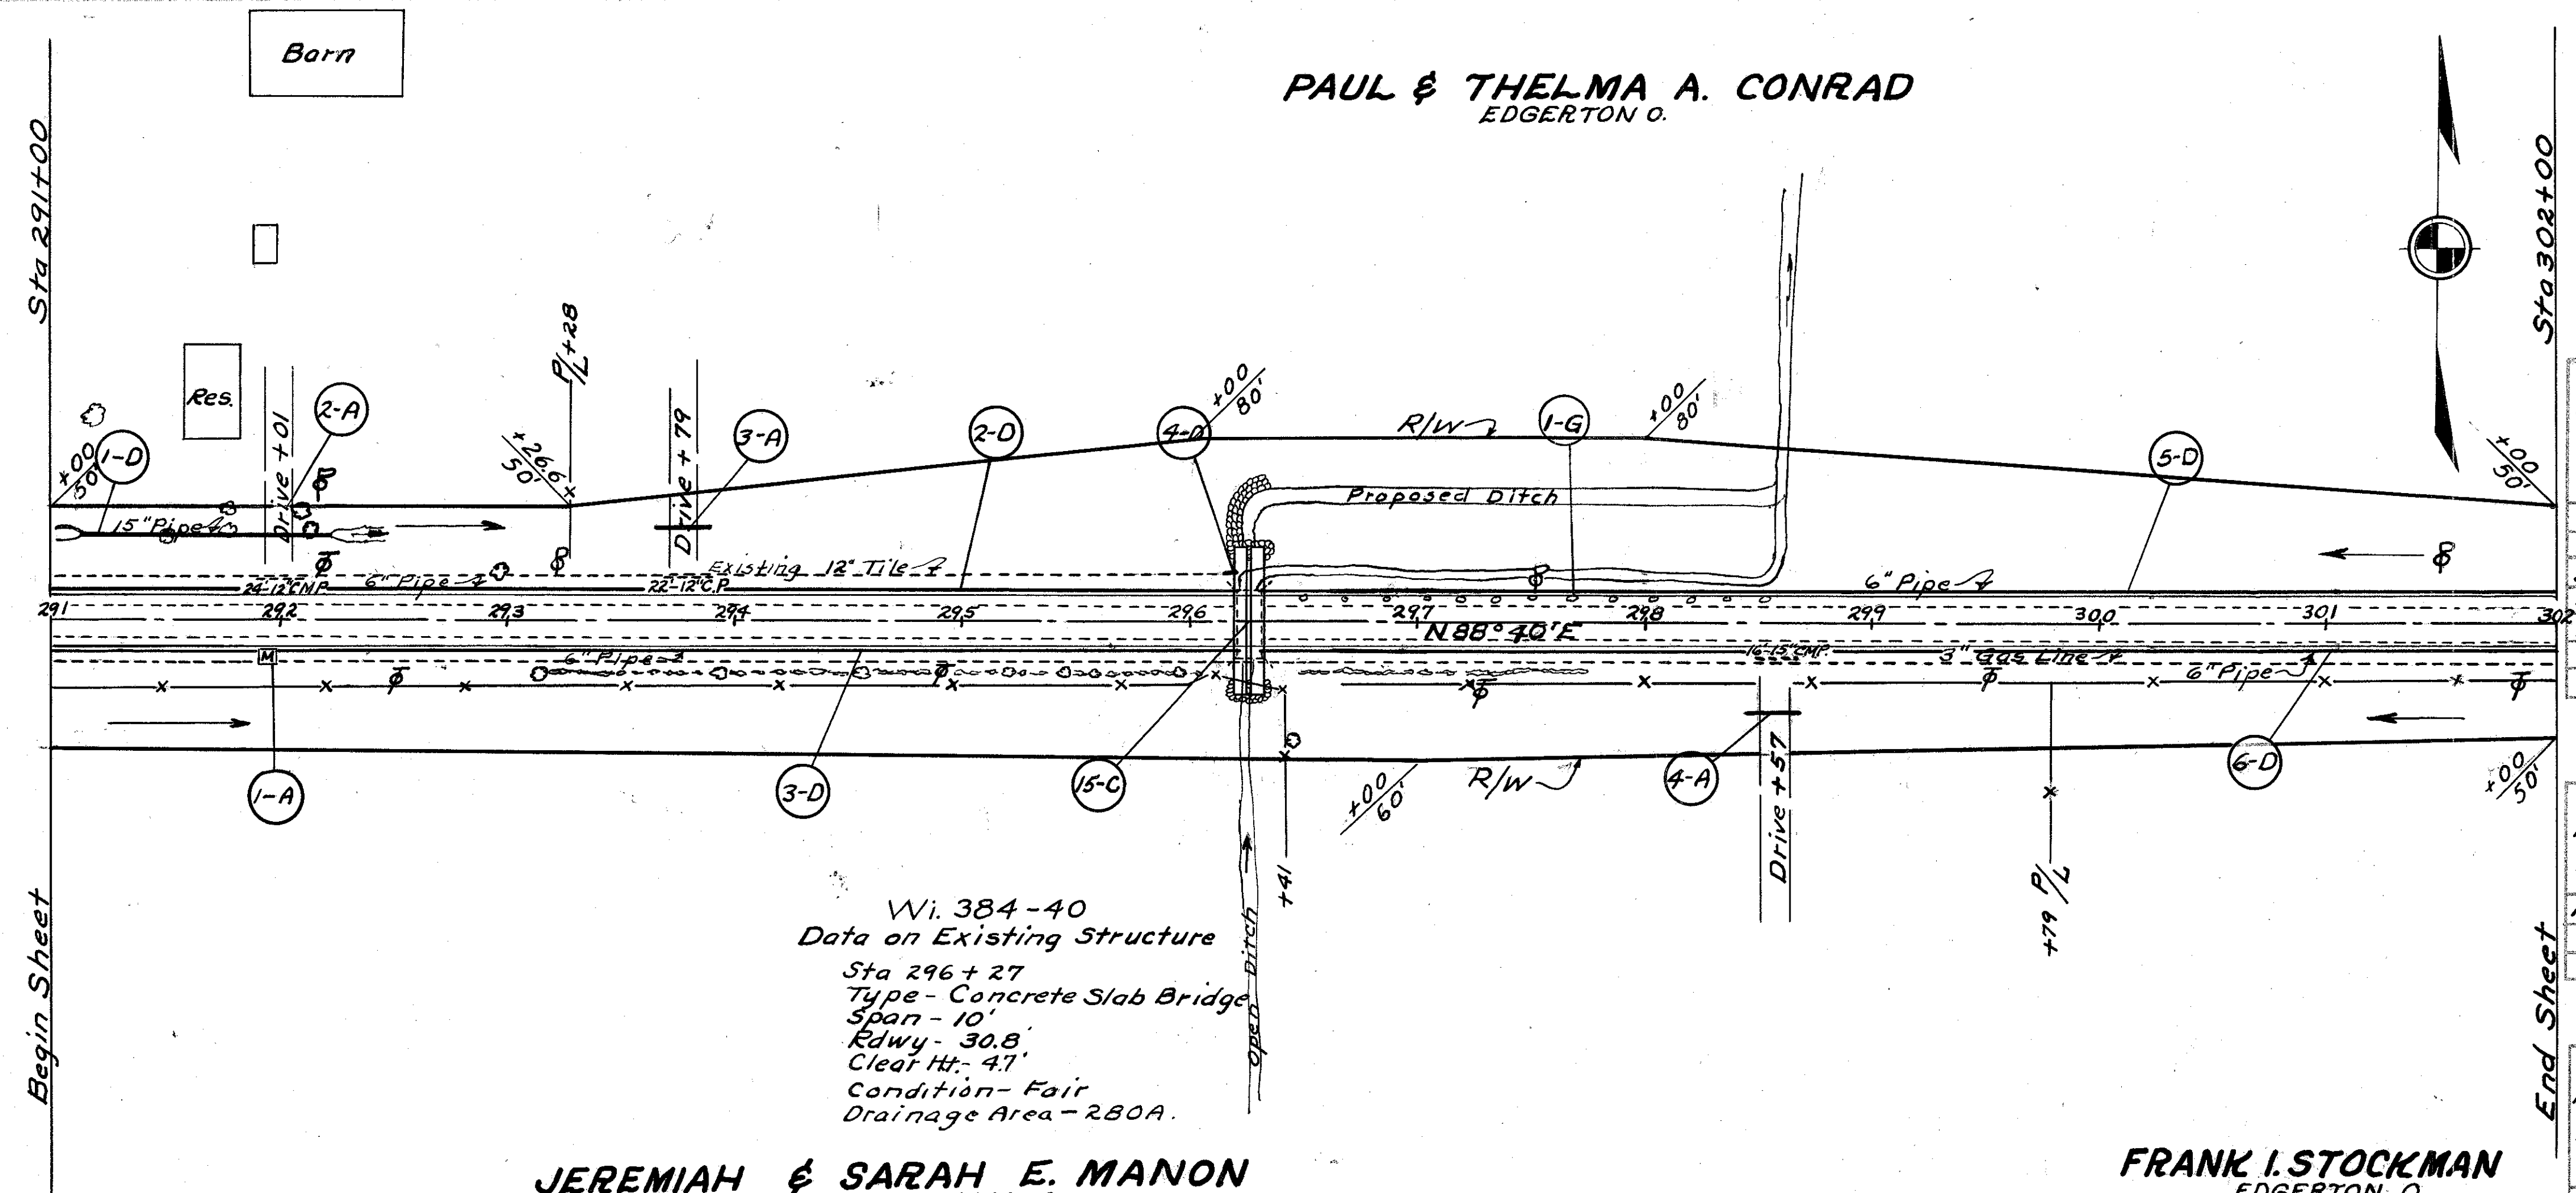 Barn
PAUL & THELMA A. CONRAD
EDGERTON O.
Sta 291+00
Sta 302+00
P/L +28
Res.
Drive +01
2-A
1-D
+00
50'
+26.6
50'
Drive +79
3-A
2-D
4-D
+00
80'
R/W
1-G
+00
80'
5-D
+00
50'
15" Pipe
Proposed Ditch
Existing 12" Tile
24'-12" CMP.
6" Pipe
22'-12" C.P.
6" Pipe
291
292
293
294
295
296
297
298
299
300
301
302
N 88° 40' E
M
6" Pipe
16'-15" CMP.
3" Gas Line
6" Pipe
1-A
3-D
15-C
+00
60'
R/W
4-A
Drive +57
6-D
+00
50'
+41
+79 P/L
Open Ditch
Begin Sheet
End Sheet
Wi. 384-40
Data on Existing Structure
Sta 296 + 27
Type - Concrete Slab Bridge
Span - 10'
Rdwy - 30.8'
Clear Ht. - 4.7'
Condition - Fair
Drainage Area - 280A.
JEREMIAH & SARAH E. MANON
FRANK I. STOCKMAN
EDGERTON, O.